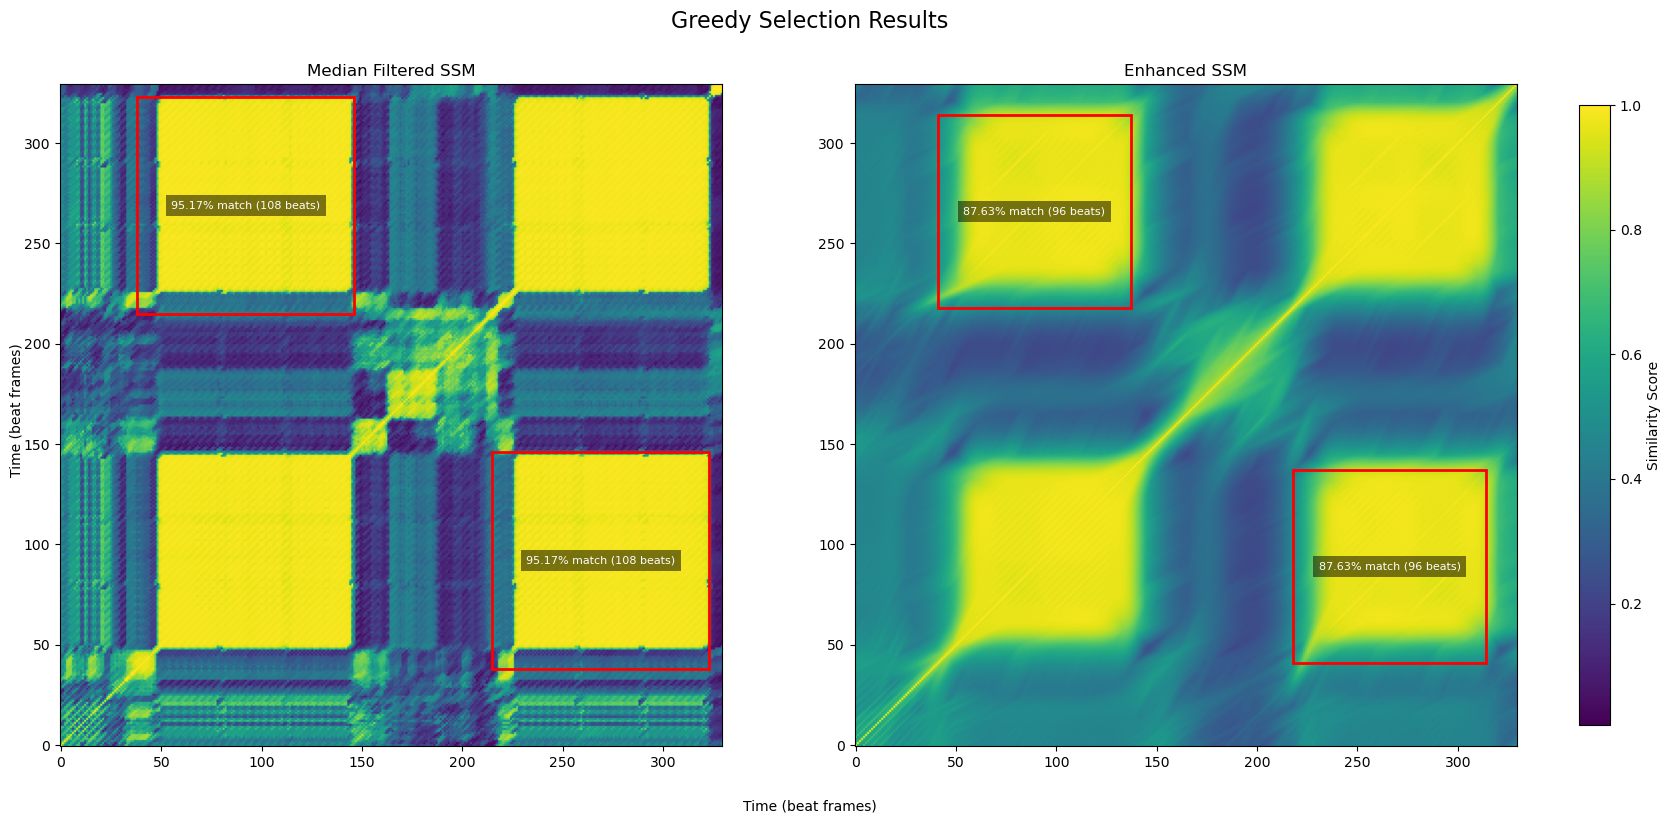 Greedy Selection Results
Median Filtered SSM
Enhanced SSM
Time (beat frames)
300
250
200
150
100
50
0
0 50 100 150 200 250 300
95.17% match (108 beats)
95.17% match (108 beats)
300
250
200
150
100
50
0
0 50 100 150 200 250 300
87.63% match (96 beats)
87.63% match (96 beats)
1.0
0.8
0.6
0.4
0.2
Similarity Score
Time (beat frames)